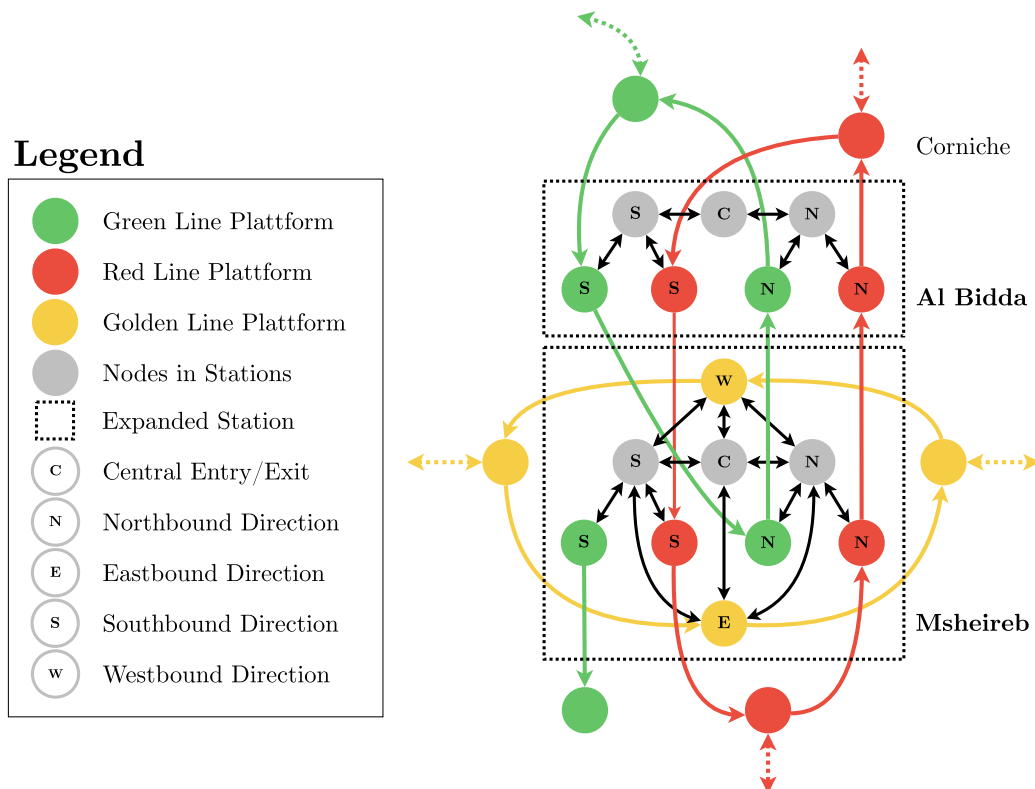 Legend
Green Line Plattform
Red Line Plattform
Golden Line Plattform
Nodes in Stations
Expanded Station
C Central Entry/Exit
N Northbound Direction
E Eastbound Direction
S Southbound Direction
W Westbound Direction
Corniche
S C N
S S N N
Al Bidda
W
S C N
S S N N
E
Msheireb